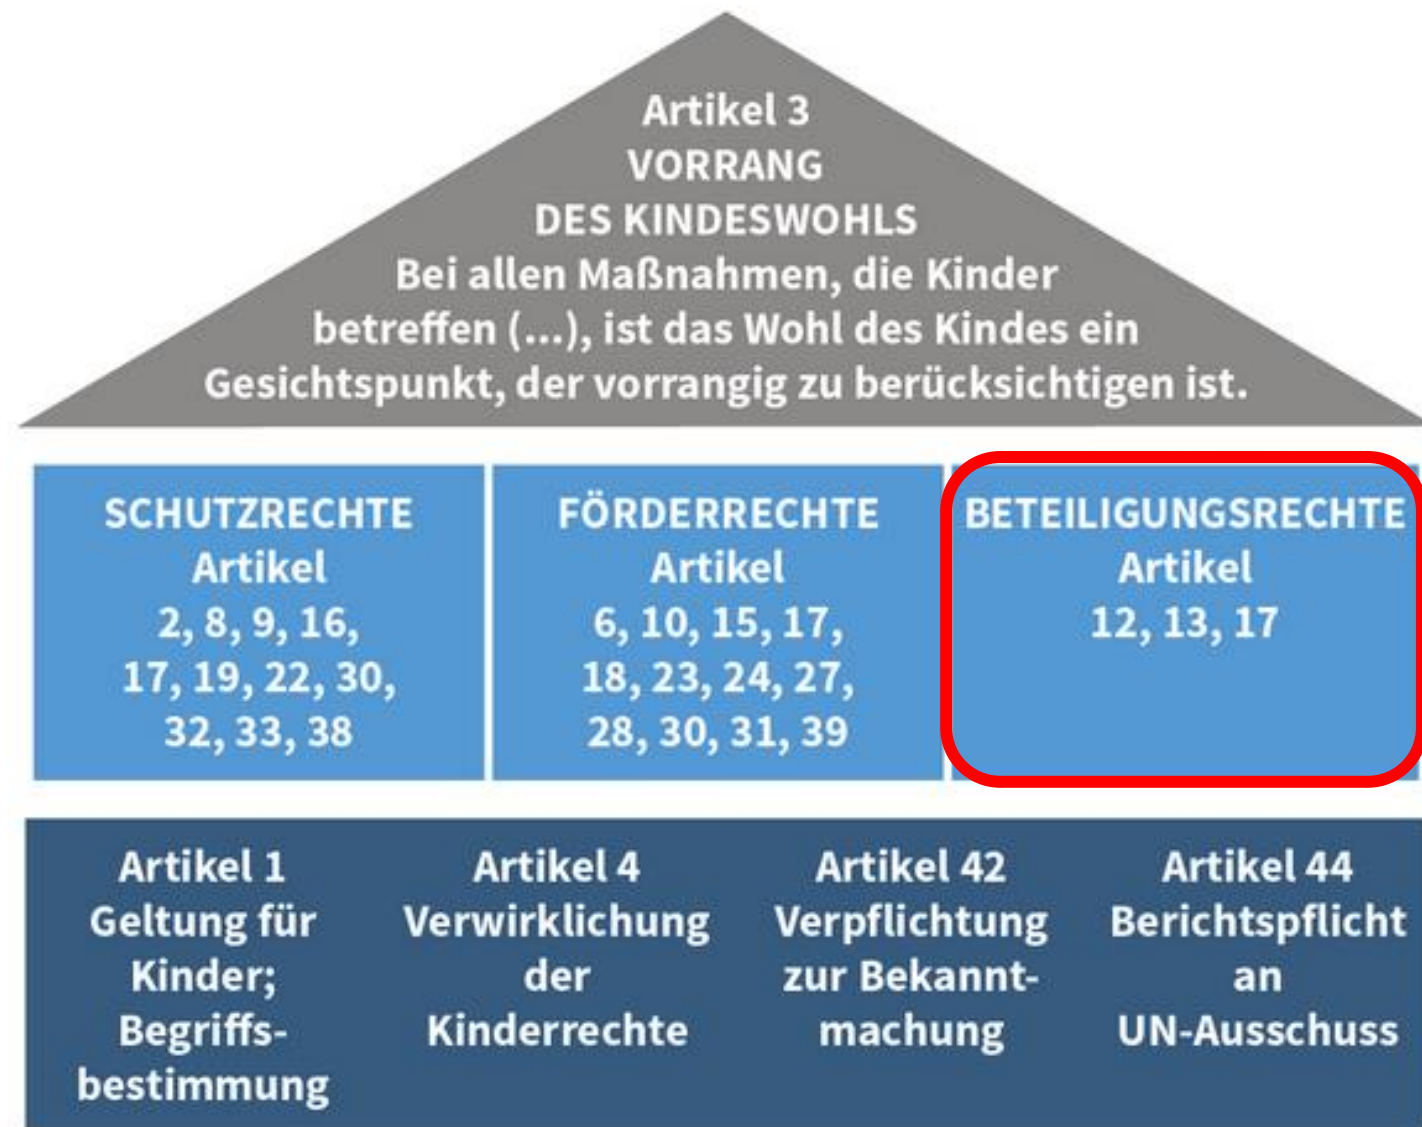 Artikel 3
VORRANG
DES KINDESWOHLS
Bei allen Maßnahmen, die Kinder
betreffen (...), ist das Wohl des Kindes ein
Gesichtspunkt, der vorrangig zu berücksichtigen ist.
SCHUTZRECHTE
Artikel
2, 8, 9, 16,
17, 19, 22, 30,
32, 33, 38
FÖRDERRECHTE
Artikel
6, 10, 15, 17,
18, 23, 24, 27,
28, 30, 31, 39
BETEILIGUNGSRECHTE
Artikel
12, 13, 17
Artikel 1
Geltung für
Kinder;
Begriffs-
bestimmung
Artikel 4
Verwirklichung
der
Kinderrechte
Artikel 42
Verpflichtung
zur Bekannt-
machung
Artikel 44
Berichtspflicht
an
UN-Ausschuss